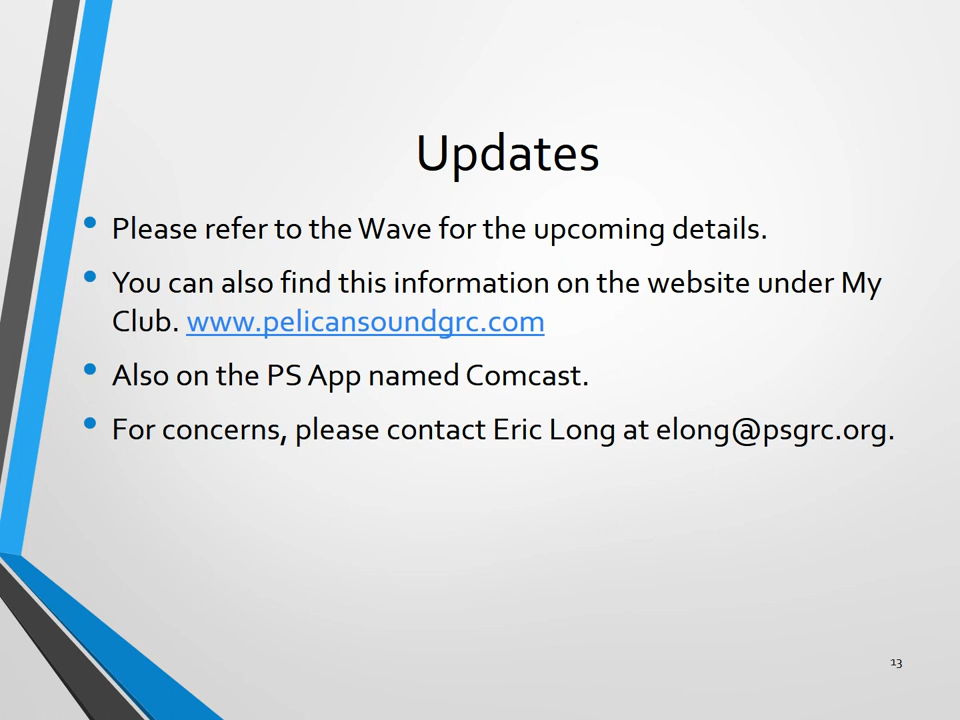 Updates
• Please refer to the Wave for the upcoming details.
• You can also find this information on the website under My
Club. www.pelicansoundgrc.com
• Also on the PS App named Comcast.
• For concerns, please contact Eric Long at elong@psgrc.org.
13